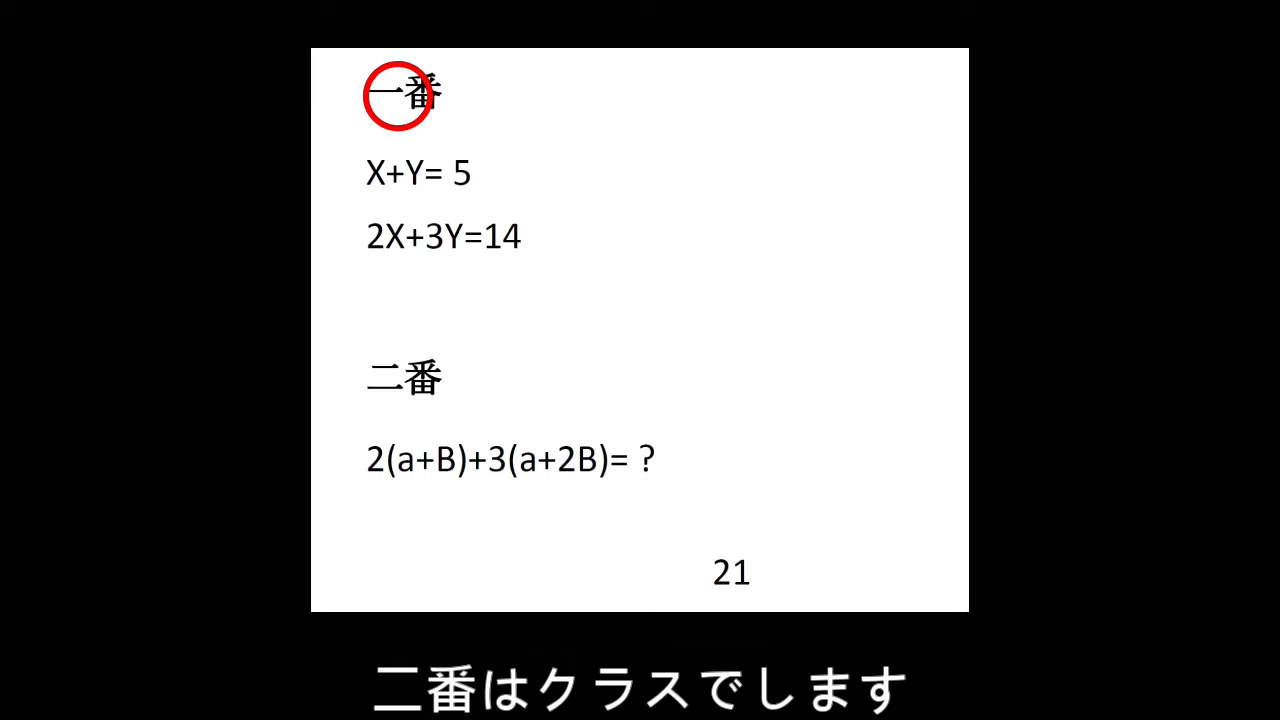 一番
X+Y= 5
2X+3Y=14
二番
2(a+B)+3(a+2B)= ?
21
二番はクラスでします